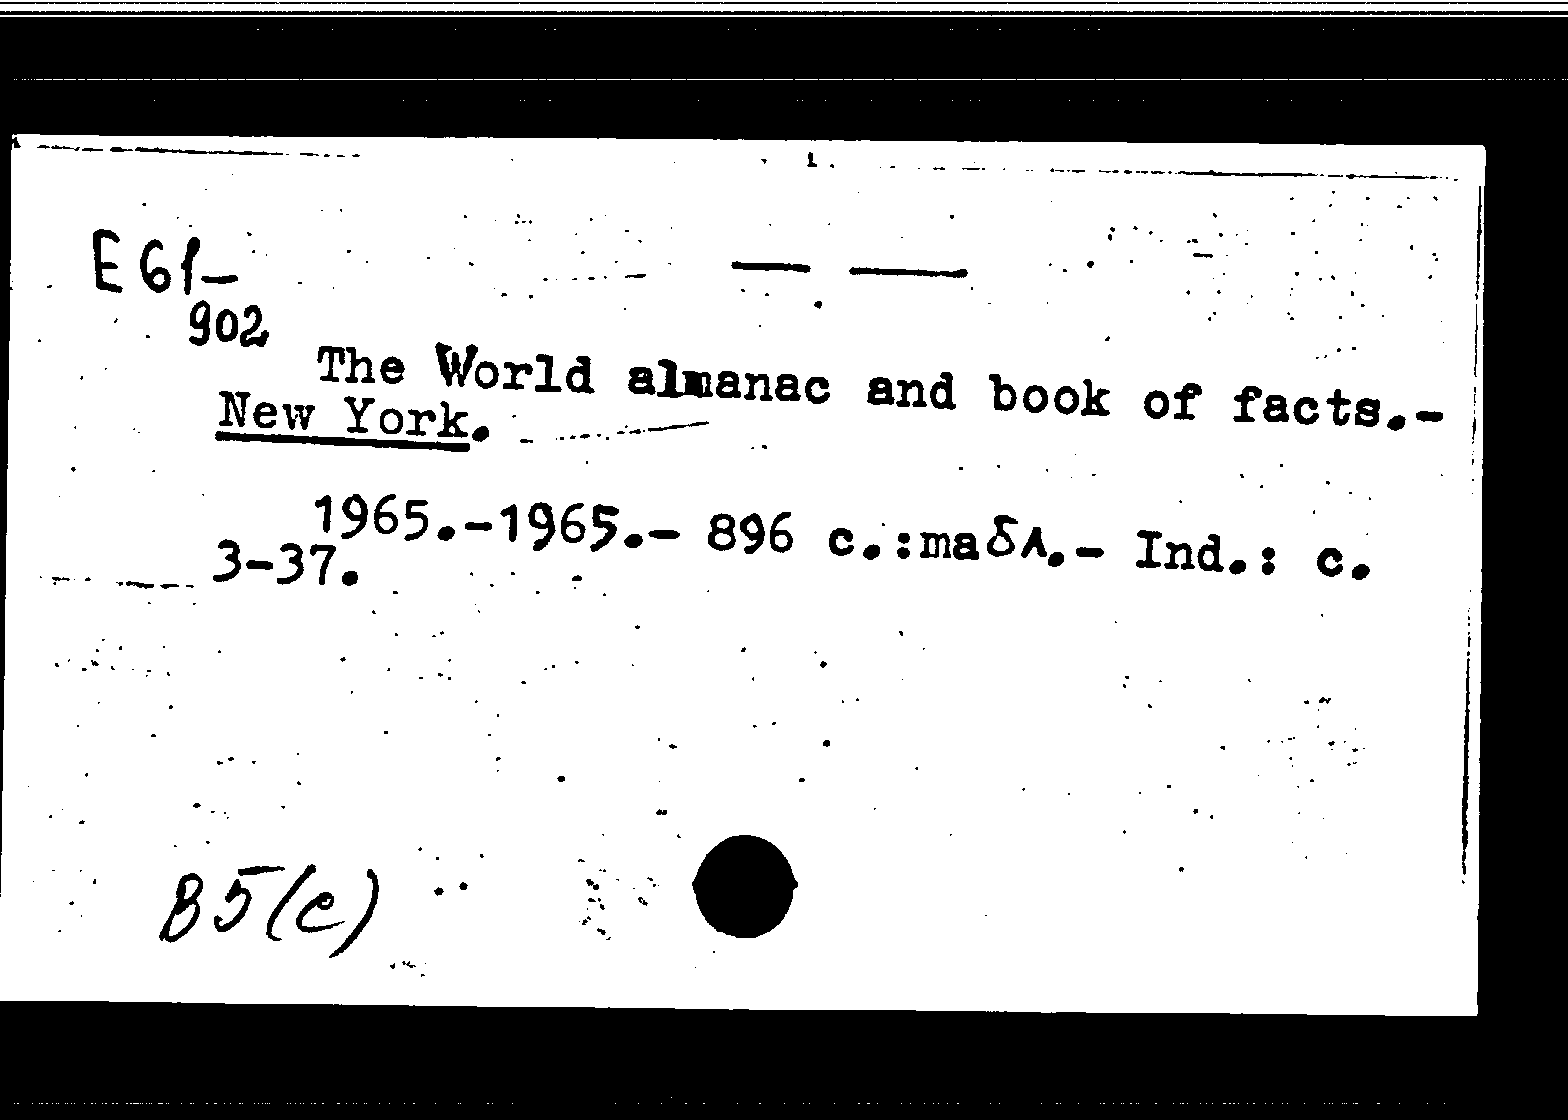 E61-
902
The World almanac and book of facts.-
New York.
1965.-1965.- 896 c.:maбл.- Ind.: c.
3-37.
B5(c)